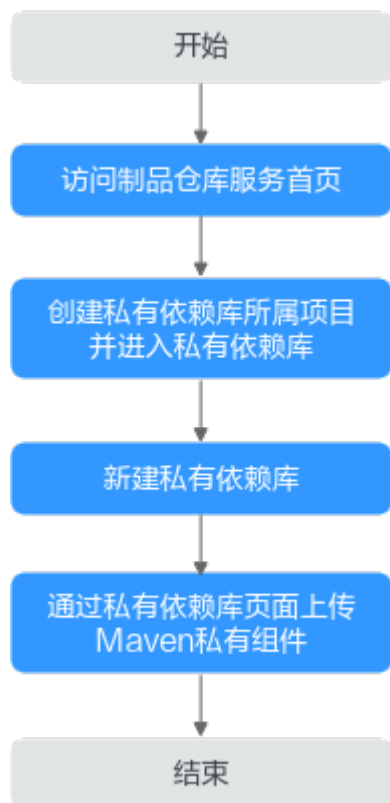 开始
访问制品仓库服务首页
创建私有依赖库所属项目
并进入私有依赖库
新建私有依赖库
通过私有依赖库页面上传
Maven私有组件
结束